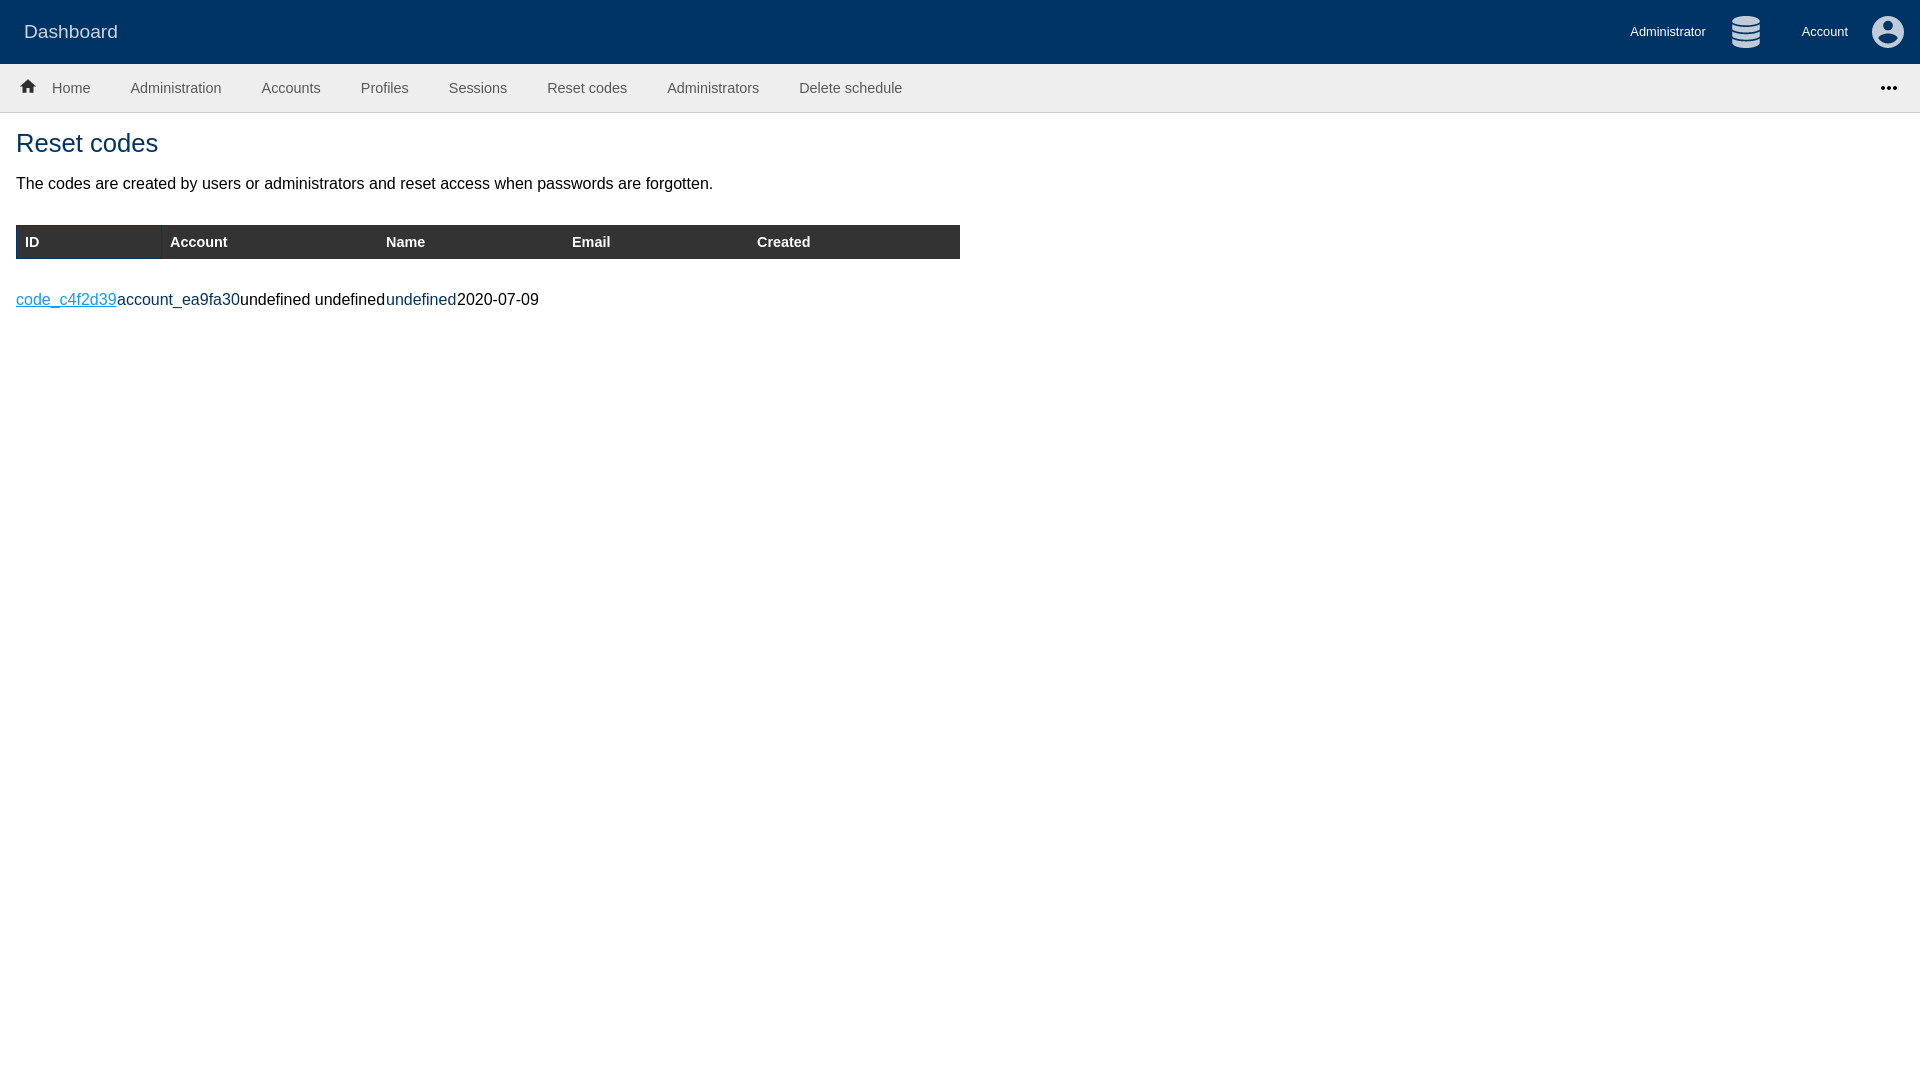 Dashboard Administrator Account
Home Administration Accounts Profiles Sessions Reset codes Administrators Delete schedule
Reset codes
The codes are created by users or administrators and reset access when passwords are forgotten.
ID Account Name Email Created
code_c4f2d39account_ea9fa30undefined undefinedundefined2020-07-09